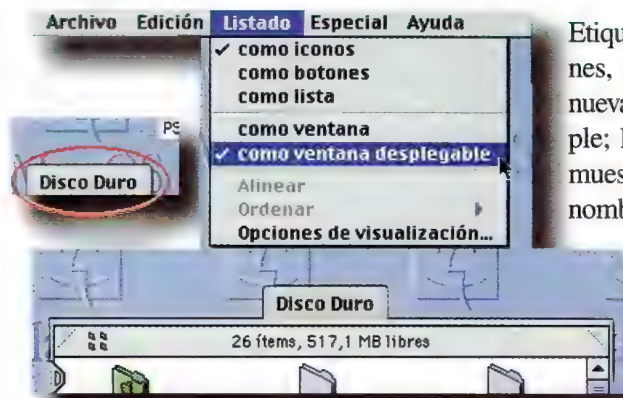 Archivo Edición Listado Especial Ayuda
✓ como iconos
como botones
como lista
como ventana
✓ como ventana desplegable
Alinear
Ordenar
Opciones de visualización...
Disco Duro
Disco Duro
26 ítems, 517,1 MB libres
Etiqu
nes,
nueva
ple;
mues
nomb